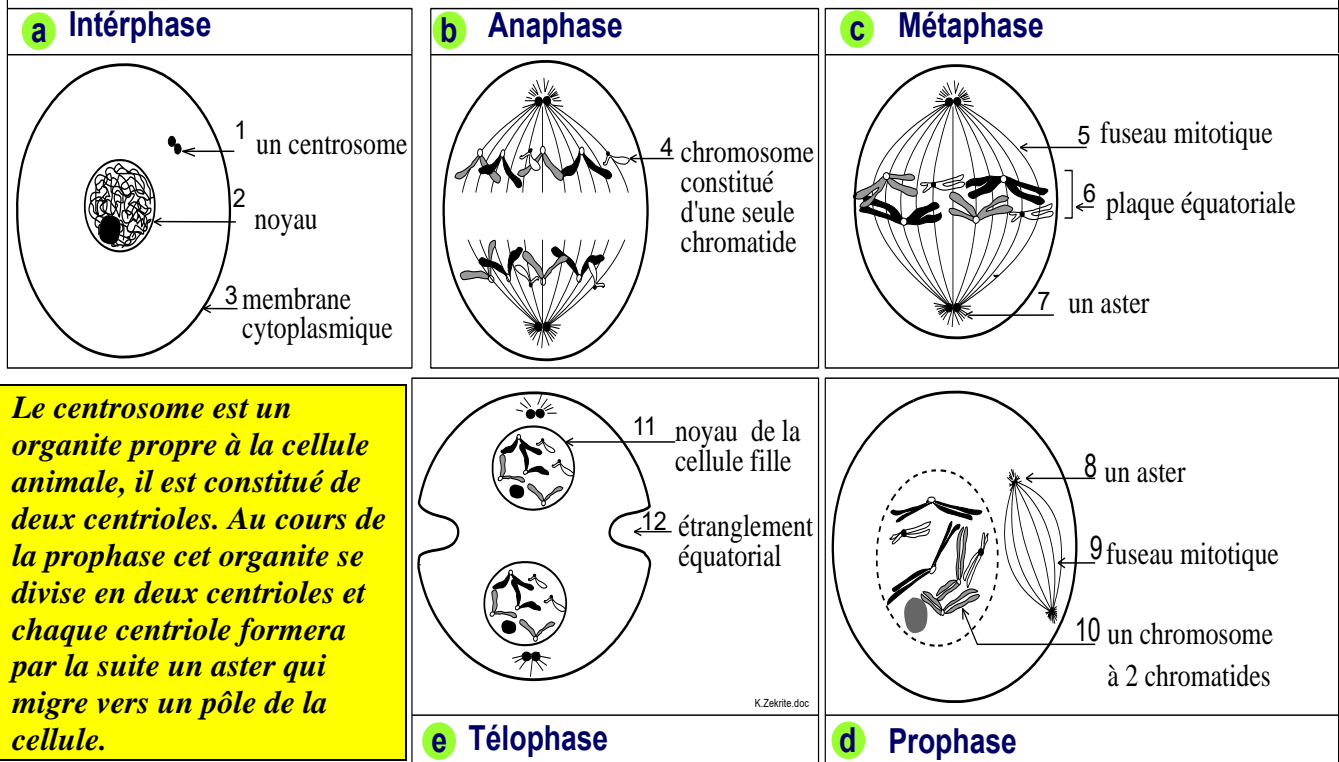 a Intérphase
1 un centrosome
2 noyau
3 membrane
cytoplasmique
b Anaphase
4 chromosome
constitué
d'une seule
chromatide
c Métaphase
5 fuseau mitotique
6 plaque équatoriale
7 un aster
Le centrosome est un
organite propre à la cellule
animale, il est constitué de
deux centrioles. Au cours de
la prophase cet organite se
divise en deux centrioles et
chaque centriole formera
par la suite un aster qui
migre vers un pôle de la
cellule.
11 noyau de la
cellule fille
12 étranglement
équatorial
K.Zekrite.doc
e Télophase
8 un aster
9 fuseau mitotique
10 un chromosome
à 2 chromatides
d Prophase